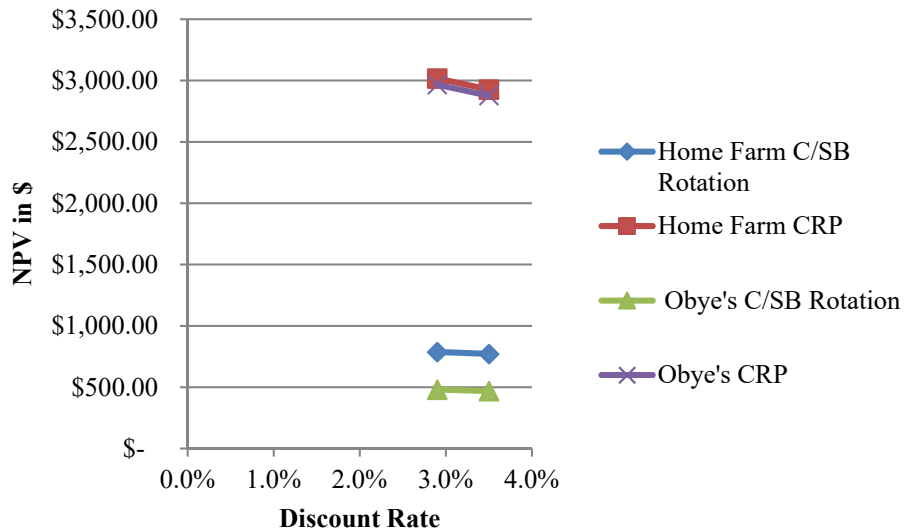 $3,500.00
$3,000.00
$2,500.00
$2,000.00
$1,500.00
$1,000.00
$500.00
$-
NPV in $
0.0%
1.0%
2.0%
3.0%
4.0%
Discount Rate
Home Farm C/SB
Rotation
Home Farm CRP
Obye's C/SB Rotation
Obye's CRP